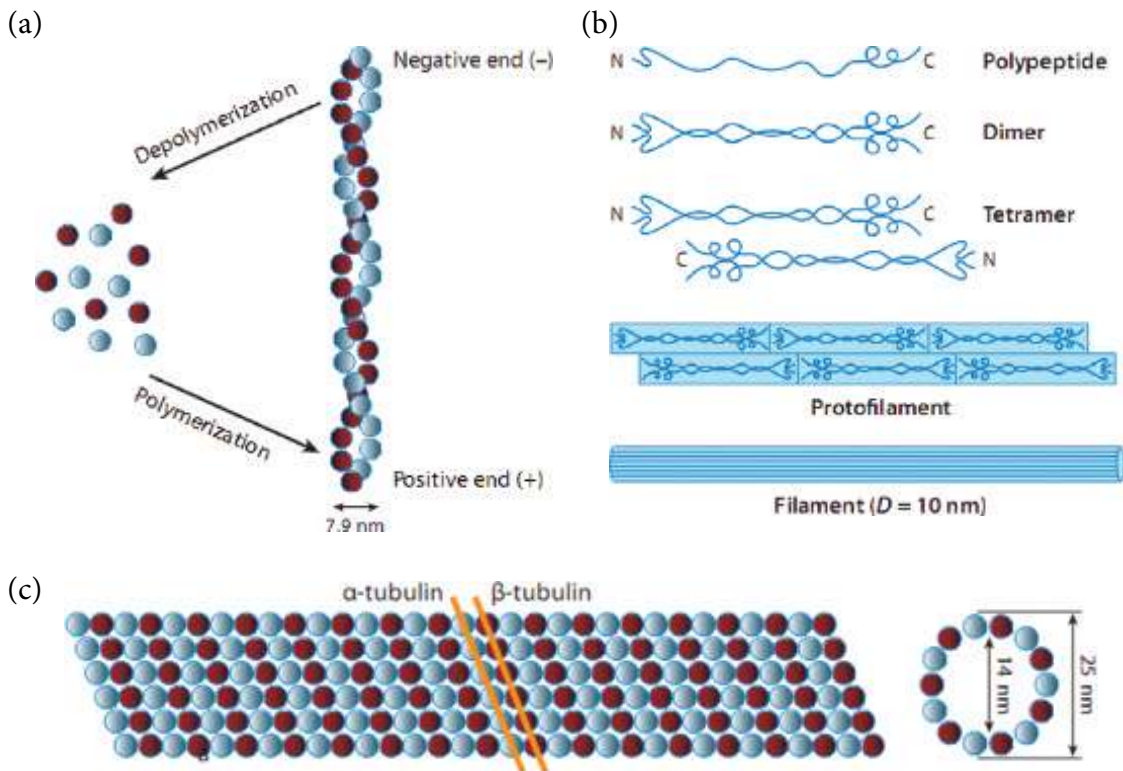 (a)
Negative end (–)
Depolymerization
Polymerization
Positive end (+)
7.9 nm
(b)
N C Polypeptide
N C Dimer
N C Tetramer
C N
Protofilament
Filament (D = 10 nm)
(c)
α-tubulin β-tubulin
14 nm
25 nm